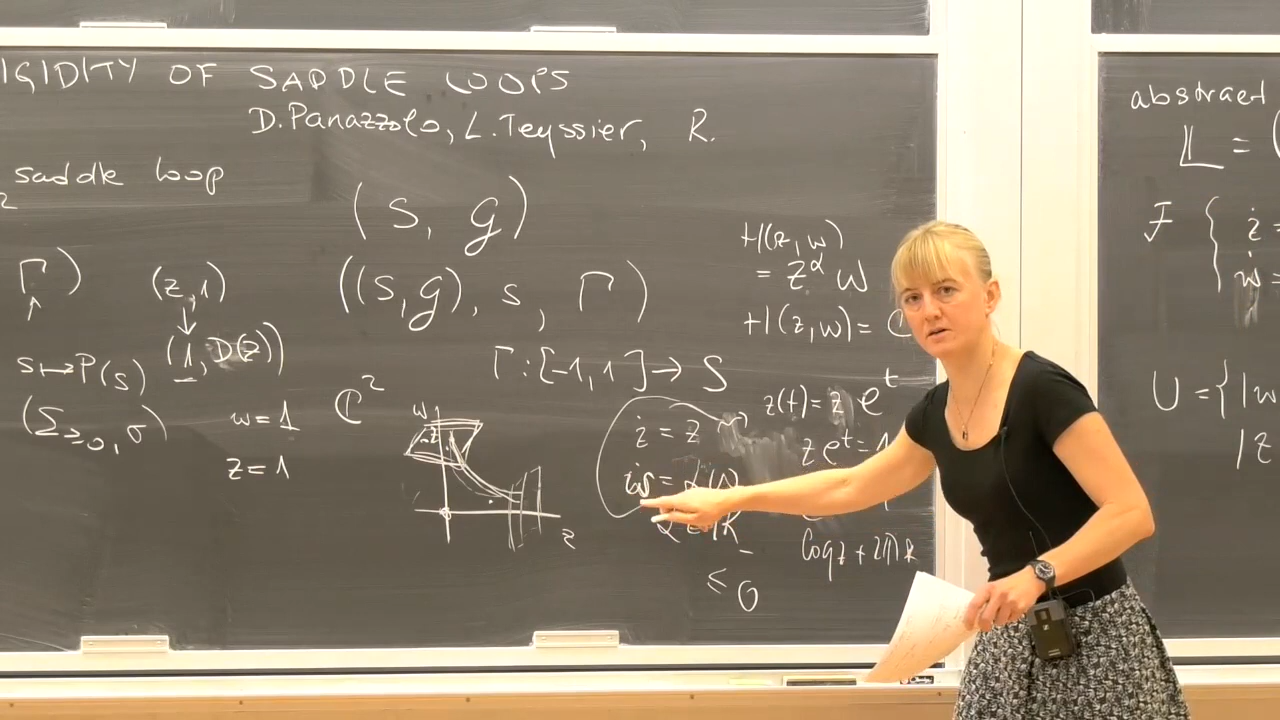 IGIDITY OF SADDLE LOOPS
D. Panazzolo, L. Teyssier, R.
saddle loop
2
(S, G)
Γ)
↑
(z, 1)
↓
(1, D(z))
((S,G), s, Γ)
s ↦ P(s)
Γ : [-1, 1] → S
(Σ≥0, σ)
w = 1
z = 1
ℂ²
w
z
z
ż = z
ẇ =
≤ 0
H(z, w)
= z^α w
H(z, w) = C
z(t) = z e^t
z e^t = 1
log z + 2πk
abstract
𝕃 = (
F { ż =
ẇ =
U = { |w
|z